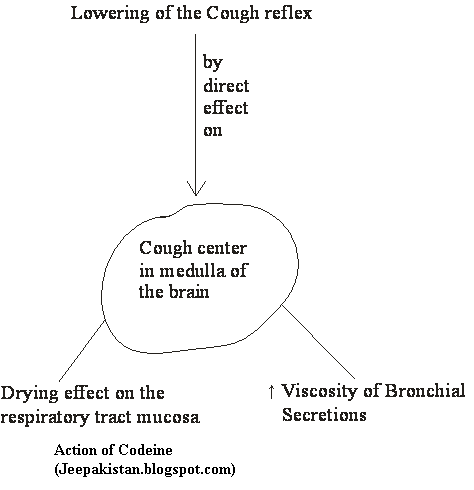 Lowering of the Cough reflex
by
direct
effect
on
Cough center
in medulla of
the brain
Drying effect on the
respiratory tract mucosa
↑ Viscosity of Bronchial
Secretions
Action of Codeine
(Jeepakistan.blogspot.com)